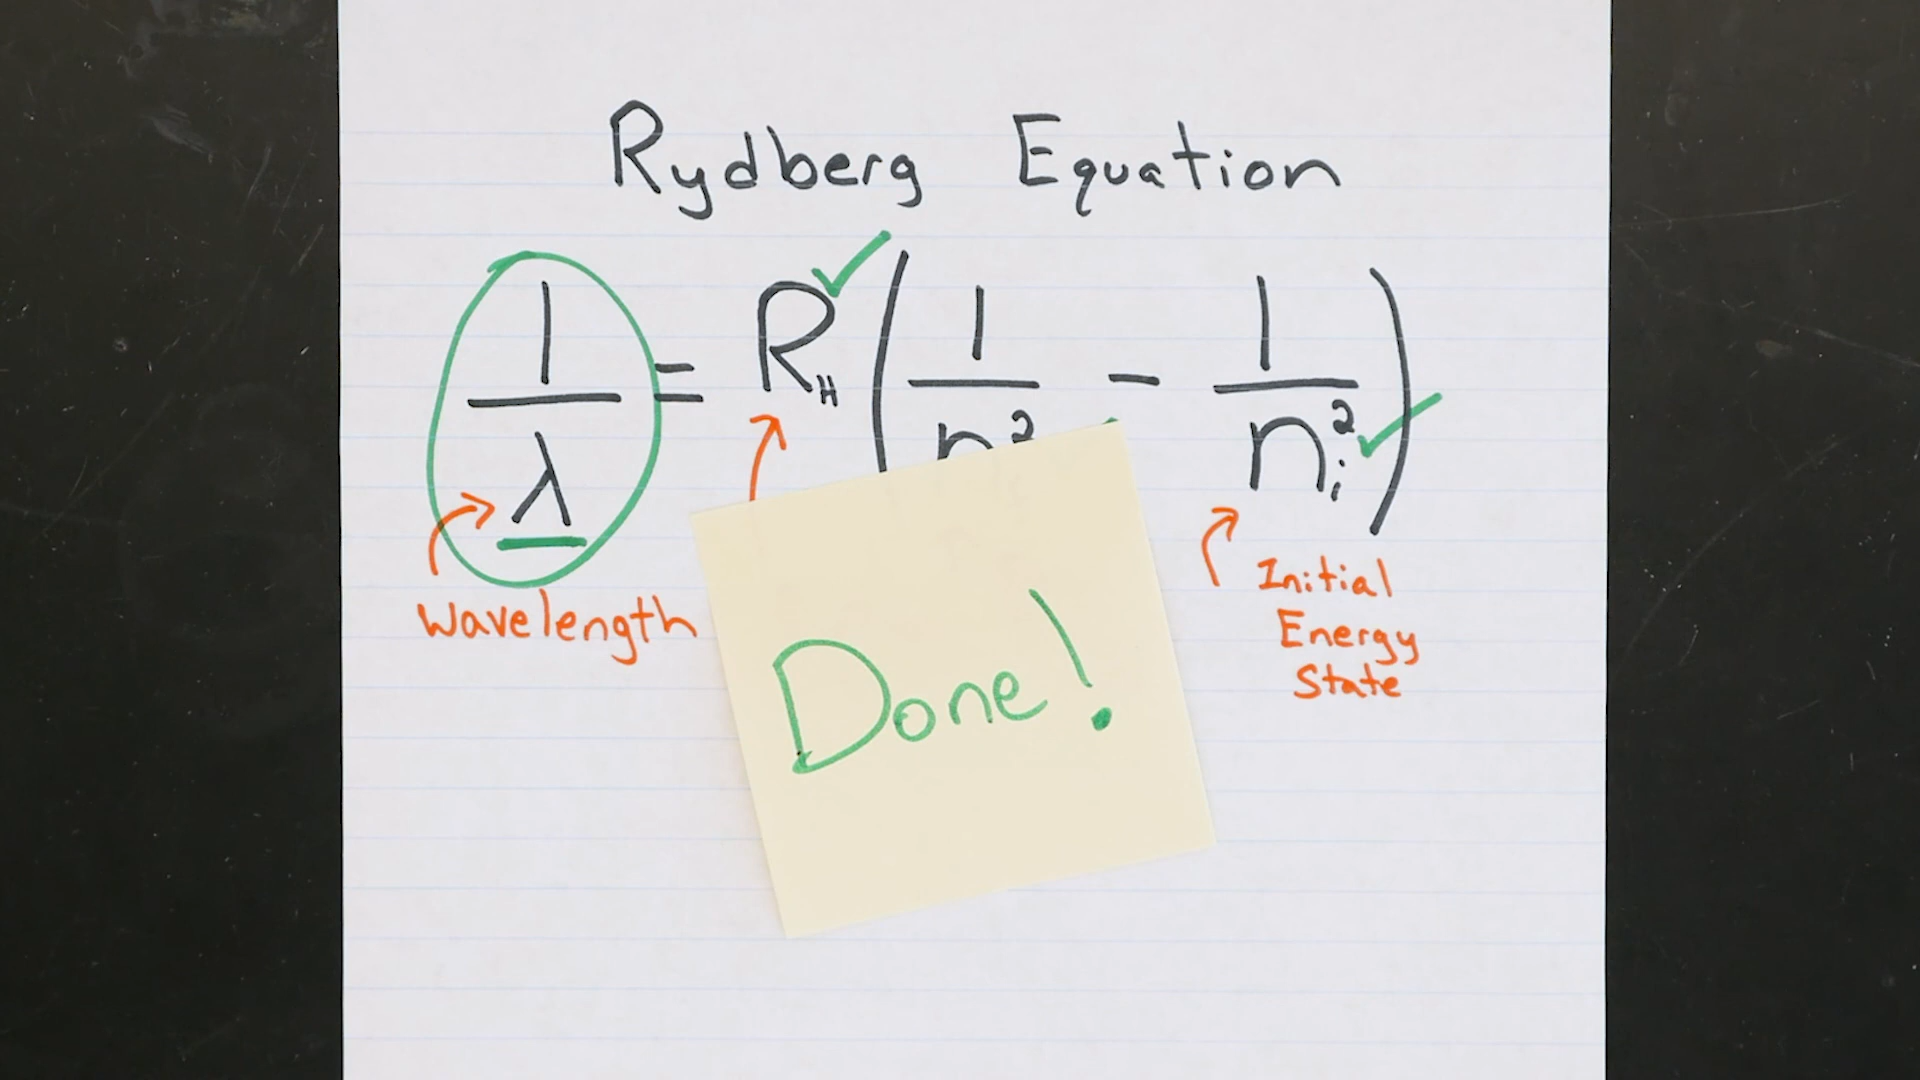 Rydberg Equation
1/λ = R_H (1/n² - 1/n_i²)
Wavelength
Initial
Energy
State
Done!